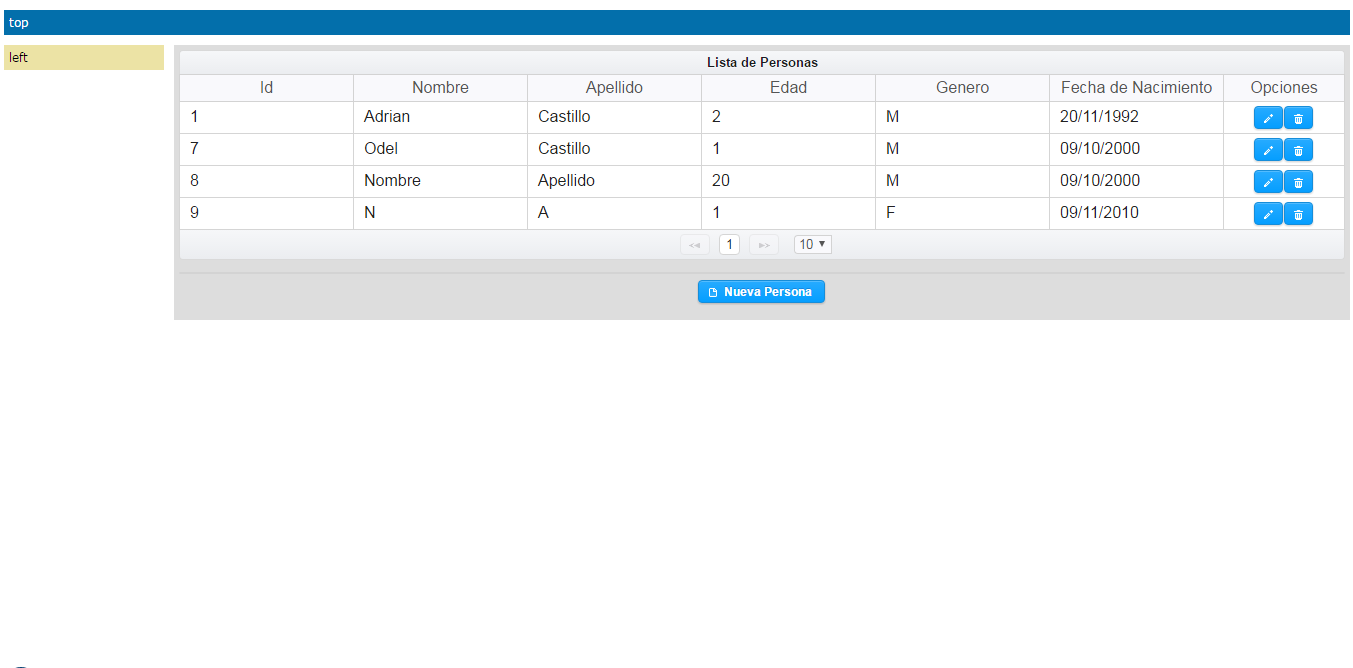 top
left
Lista de Personas
Id Nombre Apellido Edad Genero Fecha de Nacimiento Opciones
1 Adrian Castillo 2 M 20/11/1992
7 Odel Castillo 1 M 09/10/2000
8 Nombre Apellido 20 M 09/10/2000
9 N A 1 F 09/11/2010
1 10
Nueva Persona